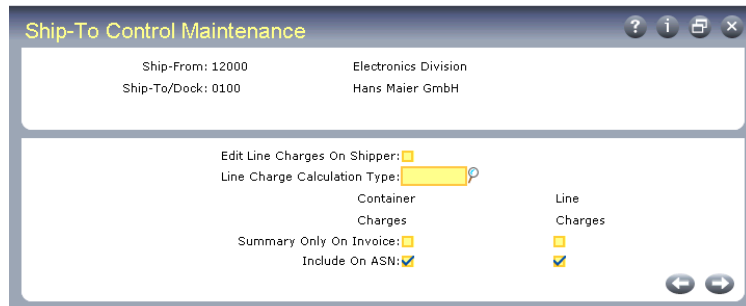 Ship-To Control Maintenance ? i
Ship-From: 12000 Electronics Division
Ship-To/Dock: 0100 Hans Maier GmbH
Edit Line Charges On Shipper:
Line Charge Calculation Type:
Container Line
Charges Charges
Summary Only On Invoice:
Include On ASN: